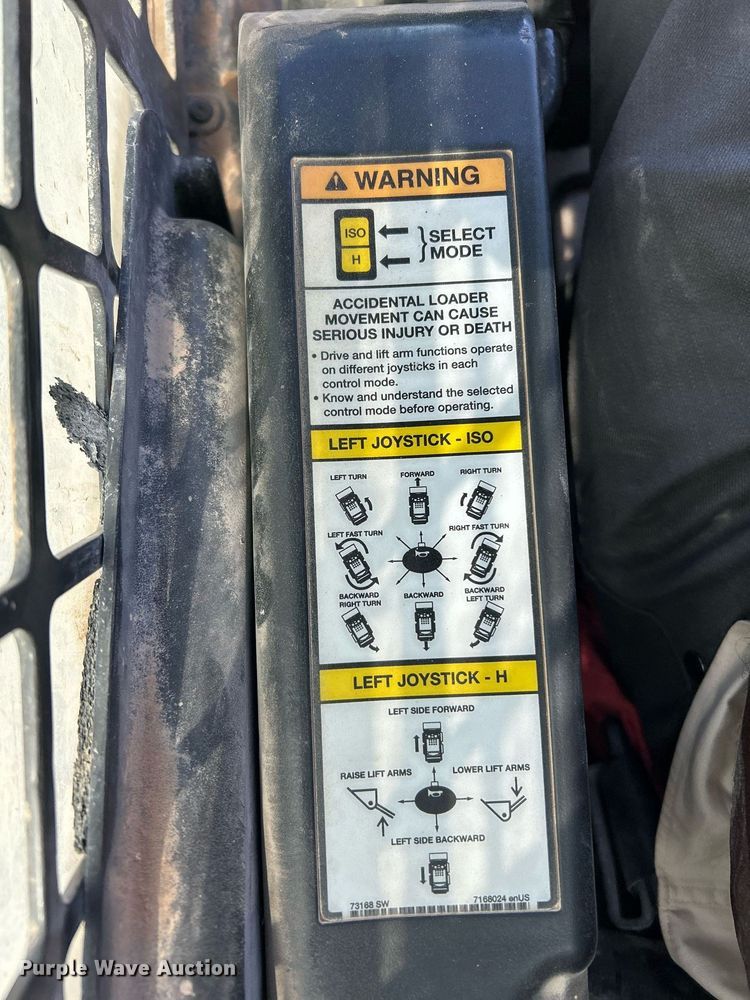 WARNING
ISO
H
SELECT
MODE
ACCIDENTAL LOADER
MOVEMENT CAN CAUSE
SERIOUS INJURY OR DEATH
• Drive and lift arm functions operate
on different joysticks in each
control mode.
• Know and understand the selected
control mode before operating.
LEFT JOYSTICK - ISO
LEFT TURN FORWARD RIGHT TURN
LEFT FAST TURN RIGHT FAST TURN
BACKWARD
RIGHT TURN
BACKWARD
BACKWARD
LEFT TURN
LEFT JOYSTICK - H
LEFT SIDE FORWARD
RAISE LIFT ARMS LOWER LIFT ARMS
LEFT SIDE BACKWARD
73168 SW 7168024 enUS
Purple Wave Auction